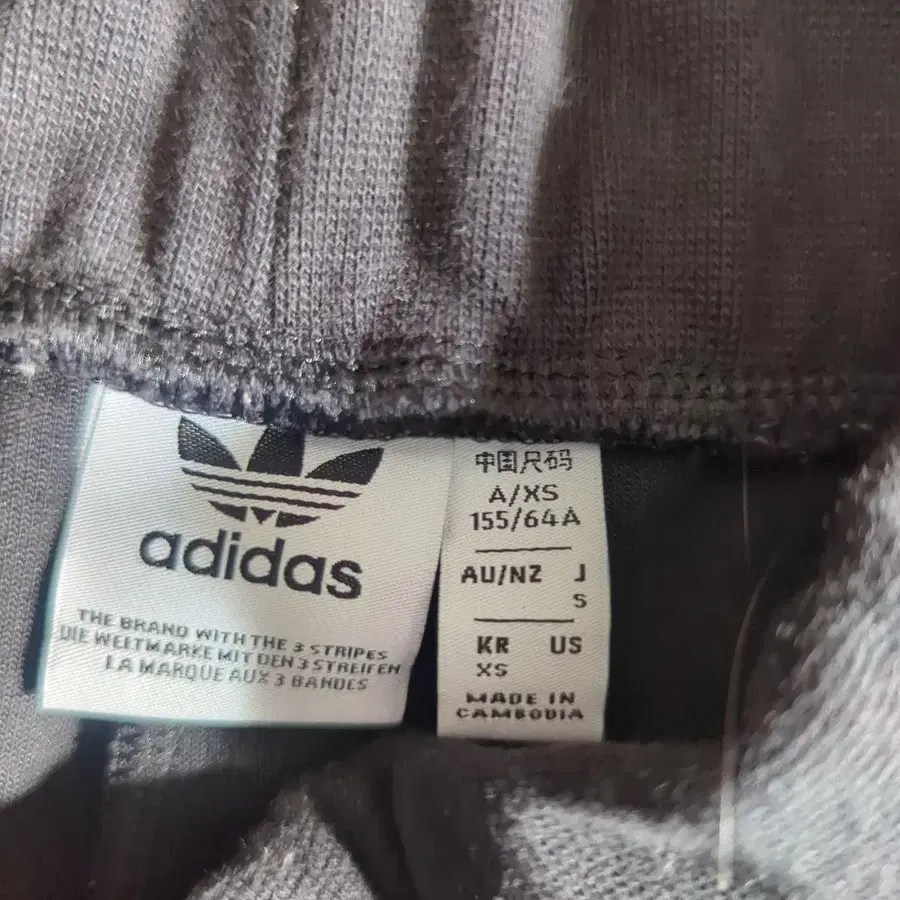 adidas
THE BRAND WITH THE 3 STRIPES
DIE WELTMARKE MIT DEN 3 STREIFEN
LA MARQUE AUX 3 BANDES
中国尺码
A/XS
155/64A
AU/NZ J
S
KR US
XS
MADE IN
CAMBODIA